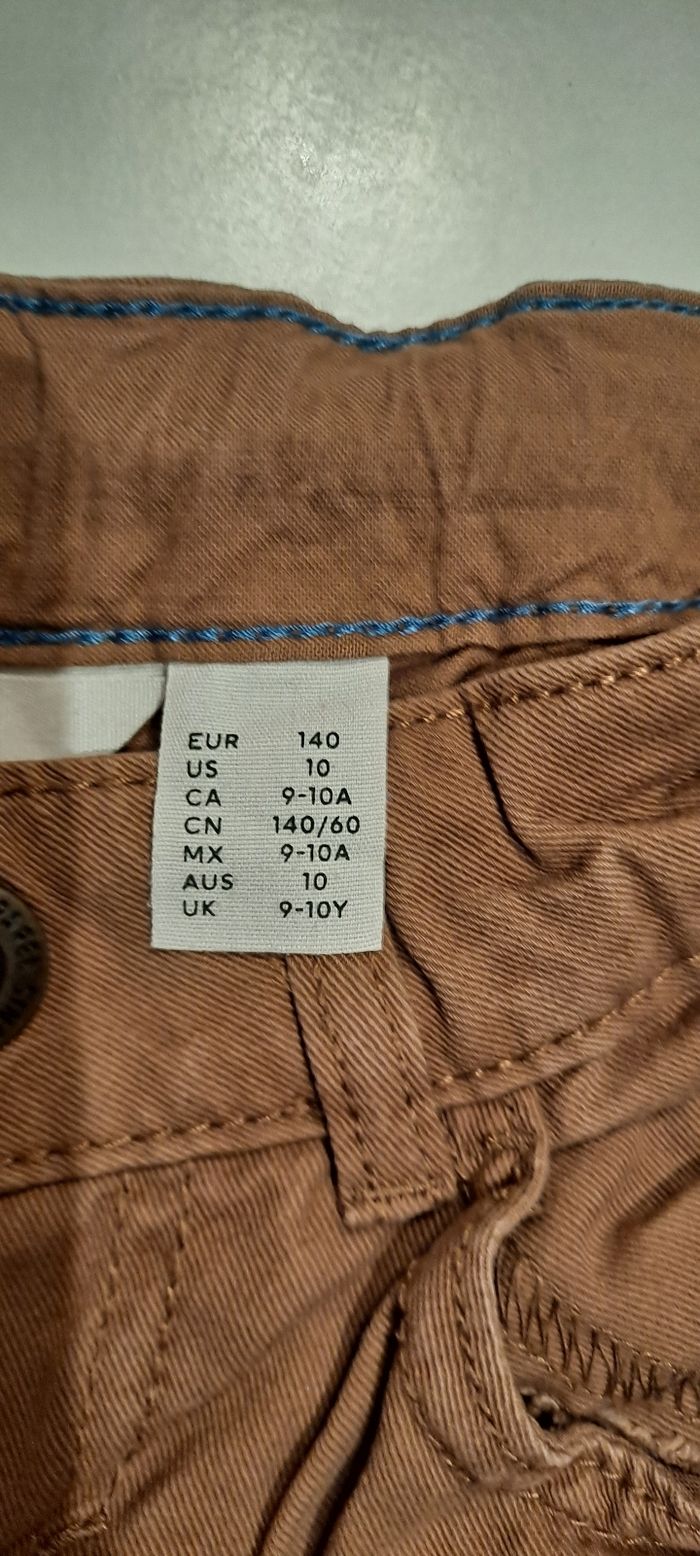 EUR 140
US 10
CA 9-10A
CN 140/60
MX 9-10A
AUS 10
UK 9-10Y